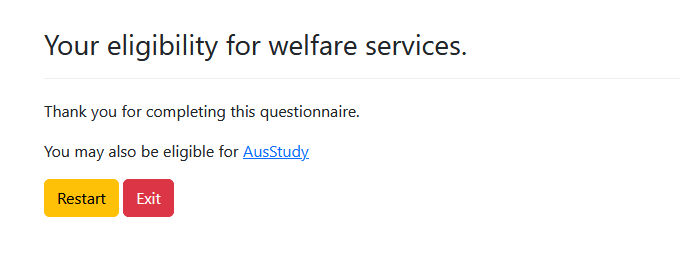 Your eligibility for welfare services.
Thank you for completing this questionnaire.
You may also be eligible for AusStudy
Restart Exit